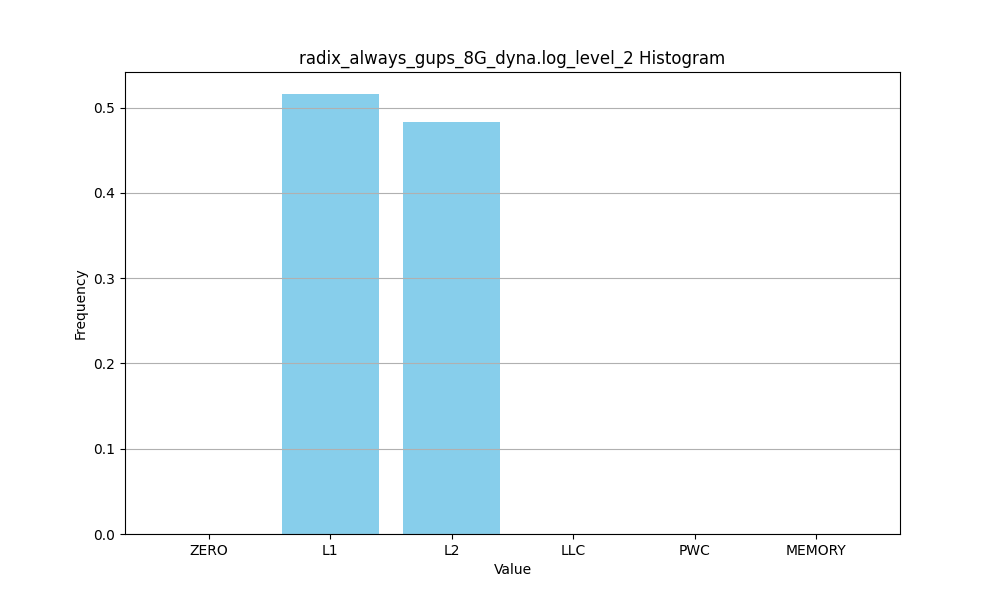 radix_always_gups_8G_dyna.log_level_2 Histogram
0.5
0.4
0.3
0.2
0.1
0.0
Frequency
ZERO L1 L2 LLC PWC MEMORY
Value